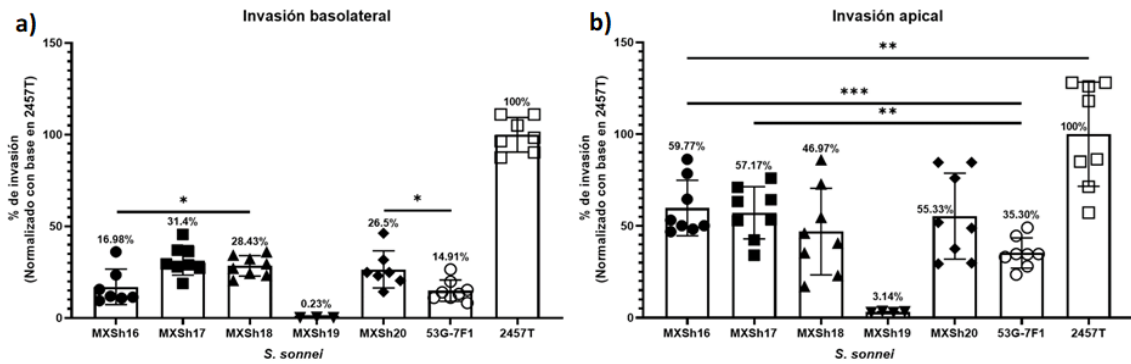 a)
Invasión basolateral
% de invasión
(Normalizado con base en 2457T)
150
100
50
0
16.98%
*
31.4%
28.43%
0.23%
26.5%
*
14.91%
100%
MXSh16 MXSh17 MXSh18 MXSh19 MXSh20 53G-7F1 2457T
S. sonnei
b)
Invasión apical
% de invasión
(Normalizado con base en 2457T)
150
100
50
0
**
***
**
59.77%
57.17%
46.97%
3.14%
55.33%
35.30%
100%
MXSh16 MXSh17 MXSh18 MXSh19 MXSh20 53G-7F1 2457T
S. sonnei